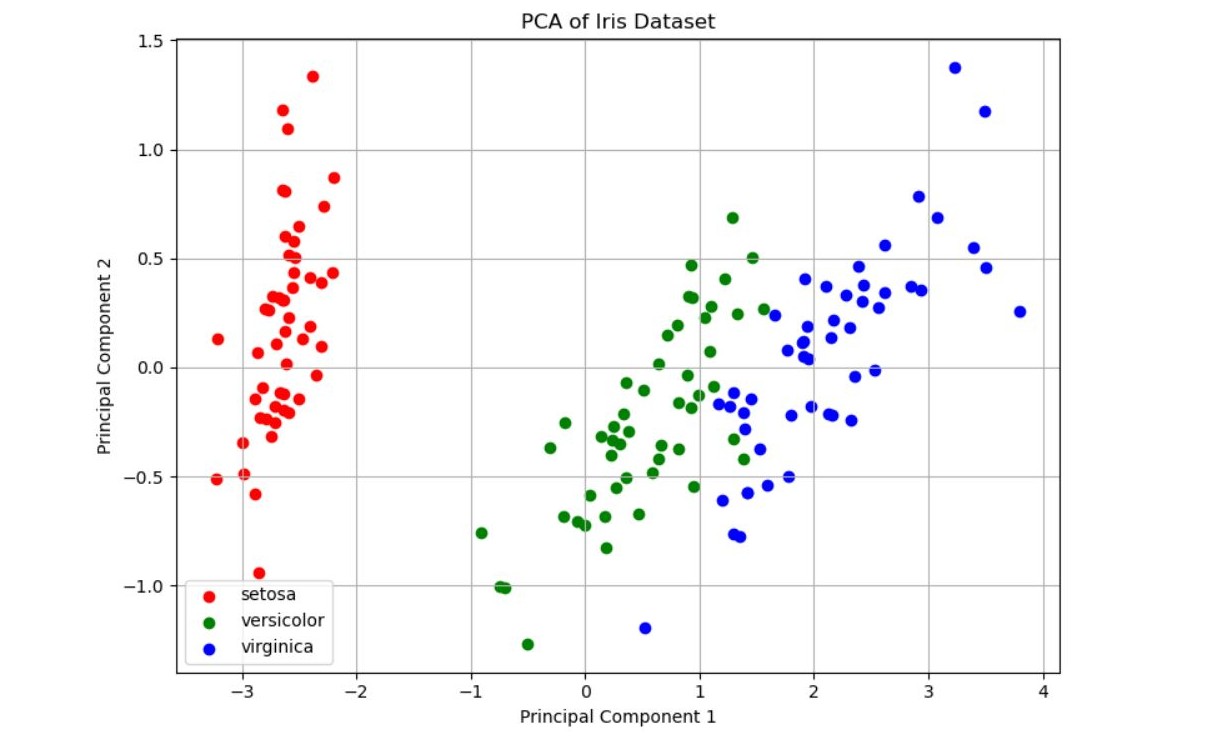 PCA of Iris Dataset
1.5
1.0
0.5
0.0
−0.5
−1.0
Principal Component 2
setosa
versicolor
virginica
−3
−2
−1
0
1
2
3
4
Principal Component 1